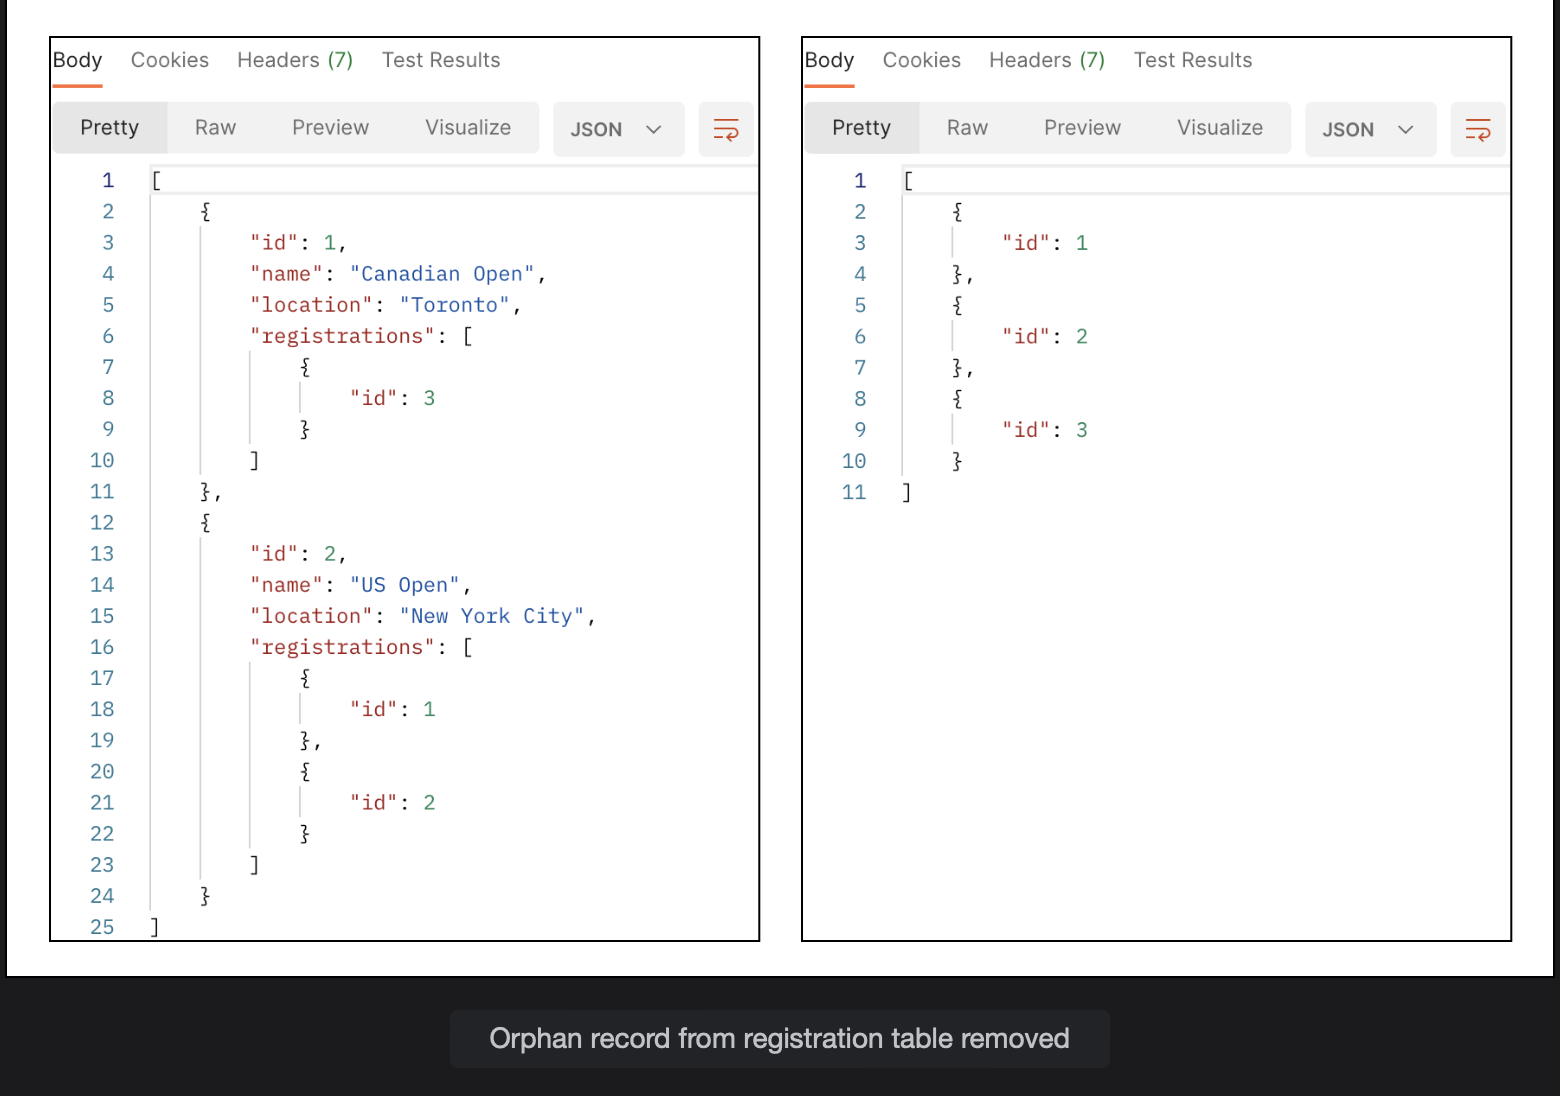 Body Cookies Headers (7) Test Results
Pretty Raw Preview Visualize JSON
1 [
2 {
3 "id": 1,
4 "name": "Canadian Open",
5 "location": "Toronto",
6 "registrations": [
7 {
8 "id": 3
9 }
10 ]
11 },
12 {
13 "id": 2,
14 "name": "US Open",
15 "location": "New York City",
16 "registrations": [
17 {
18 "id": 1
19 },
20 {
21 "id": 2
22 }
23 ]
24 }
25 ]
Body Cookies Headers (7) Test Results
Pretty Raw Preview Visualize JSON
1 [
2 {
3 "id": 1
4 },
5 {
6 "id": 2
7 },
8 {
9 "id": 3
10 }
11 ]
Orphan record from registration table removed